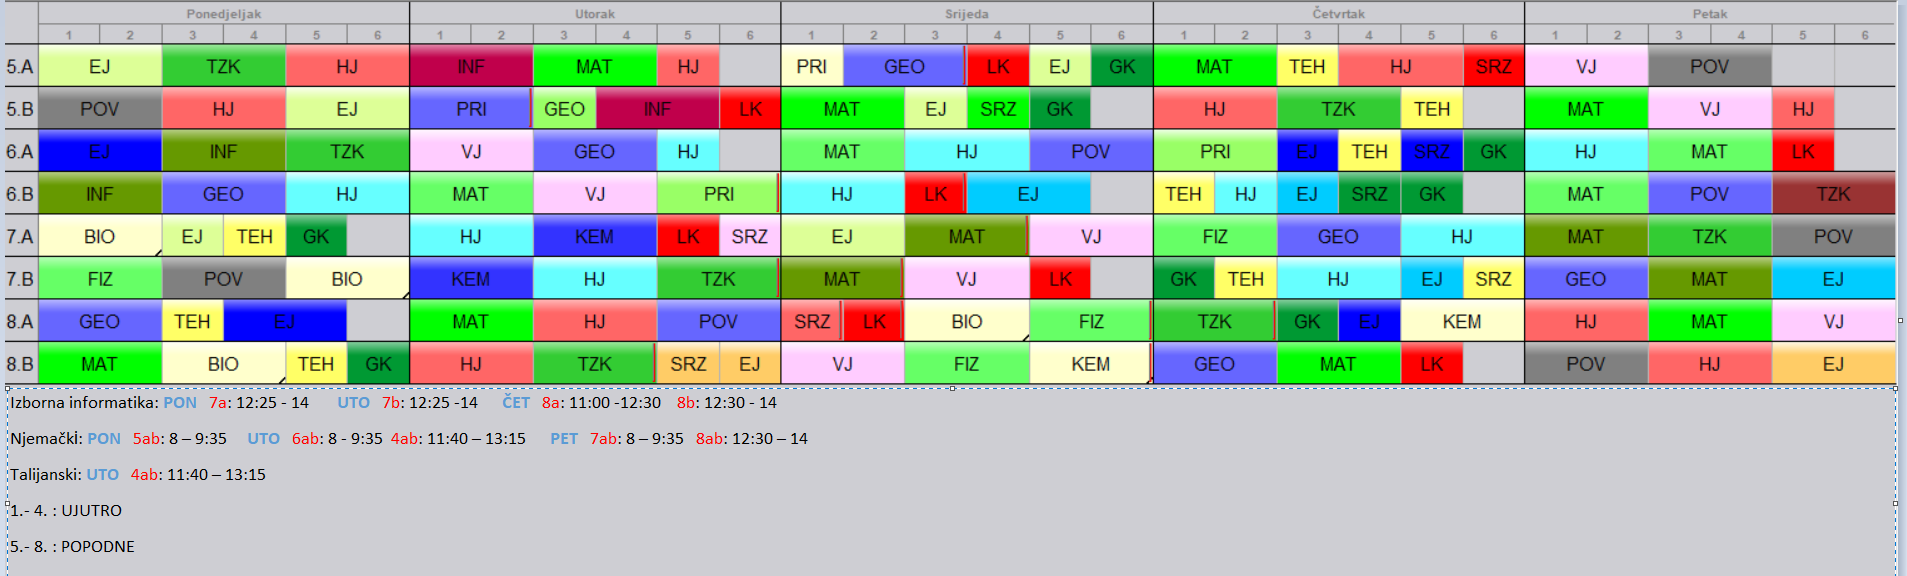 Ponedjeljak Utorak Srijeda Četvrtak Petak
1 2 3 4 5 6 1 2 3 4 5 6 1 2 3 4 5 6 1 2 3 4 5 6 1 2 3 4 5 6
5.A EJ TZK HJ INF MAT HJ PRI GEO LK EJ GK MAT TEH HJ SRZ VJ POV
5.B POV HJ EJ PRI GEO INF LK MAT EJ SRZ GK HJ TZK TEH MAT VJ HJ
6.A EJ INF TZK VJ GEO HJ MAT HJ POV PRI EJ TEH SRZ GK HJ MAT LK
6.B INF GEO HJ MAT VJ PRI HJ LK EJ TEH HJ EJ SRZ GK MAT POV TZK
7.A BIO EJ TEH GK HJ KEM LK SRZ EJ MAT VJ FIZ GEO HJ MAT TZK POV
7.B FIZ POV BIO KEM HJ TZK MAT VJ LK GK TEH HJ EJ SRZ GEO MAT EJ
8.A GEO TEH EJ MAT HJ POV SRZ LK BIO FIZ TZK GK EJ KEM HJ MAT VJ
8.B MAT BIO TEH GK HJ TZK SRZ EJ VJ FIZ KEM GEO MAT LK POV HJ EJ
Izborna informatika: PON 7a: 12:25 - 14 UTO 7b: 12:25 -14 ČET 8a: 11:00 -12:30 8b: 12:30 - 14
Njemački: PON 5ab: 8 – 9:35 UTO 6ab: 8 - 9:35 4ab: 11:40 – 13:15 PET 7ab: 8 – 9:35 8ab: 12:30 – 14
Talijanski: UTO 4ab: 11:40 – 13:15
1.- 4. : UJUTRO
5.- 8. : POPODNE